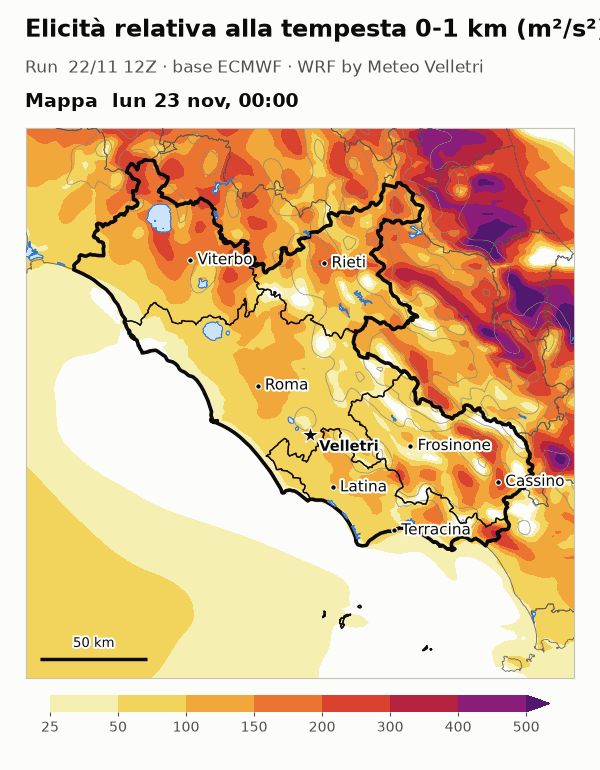 Elicità relativa alla tempesta 0-1 km (m²/s²)
Run  22/11 12Z · base ECMWF · WRF by Meteo Velletri
Mappa  lun 23 nov, 00:00
Viterbo
Rieti
Roma
Velletri
Frosinone
Latina
Cassino
Terracina
50 km
25 50 100 150 200 300 400 500